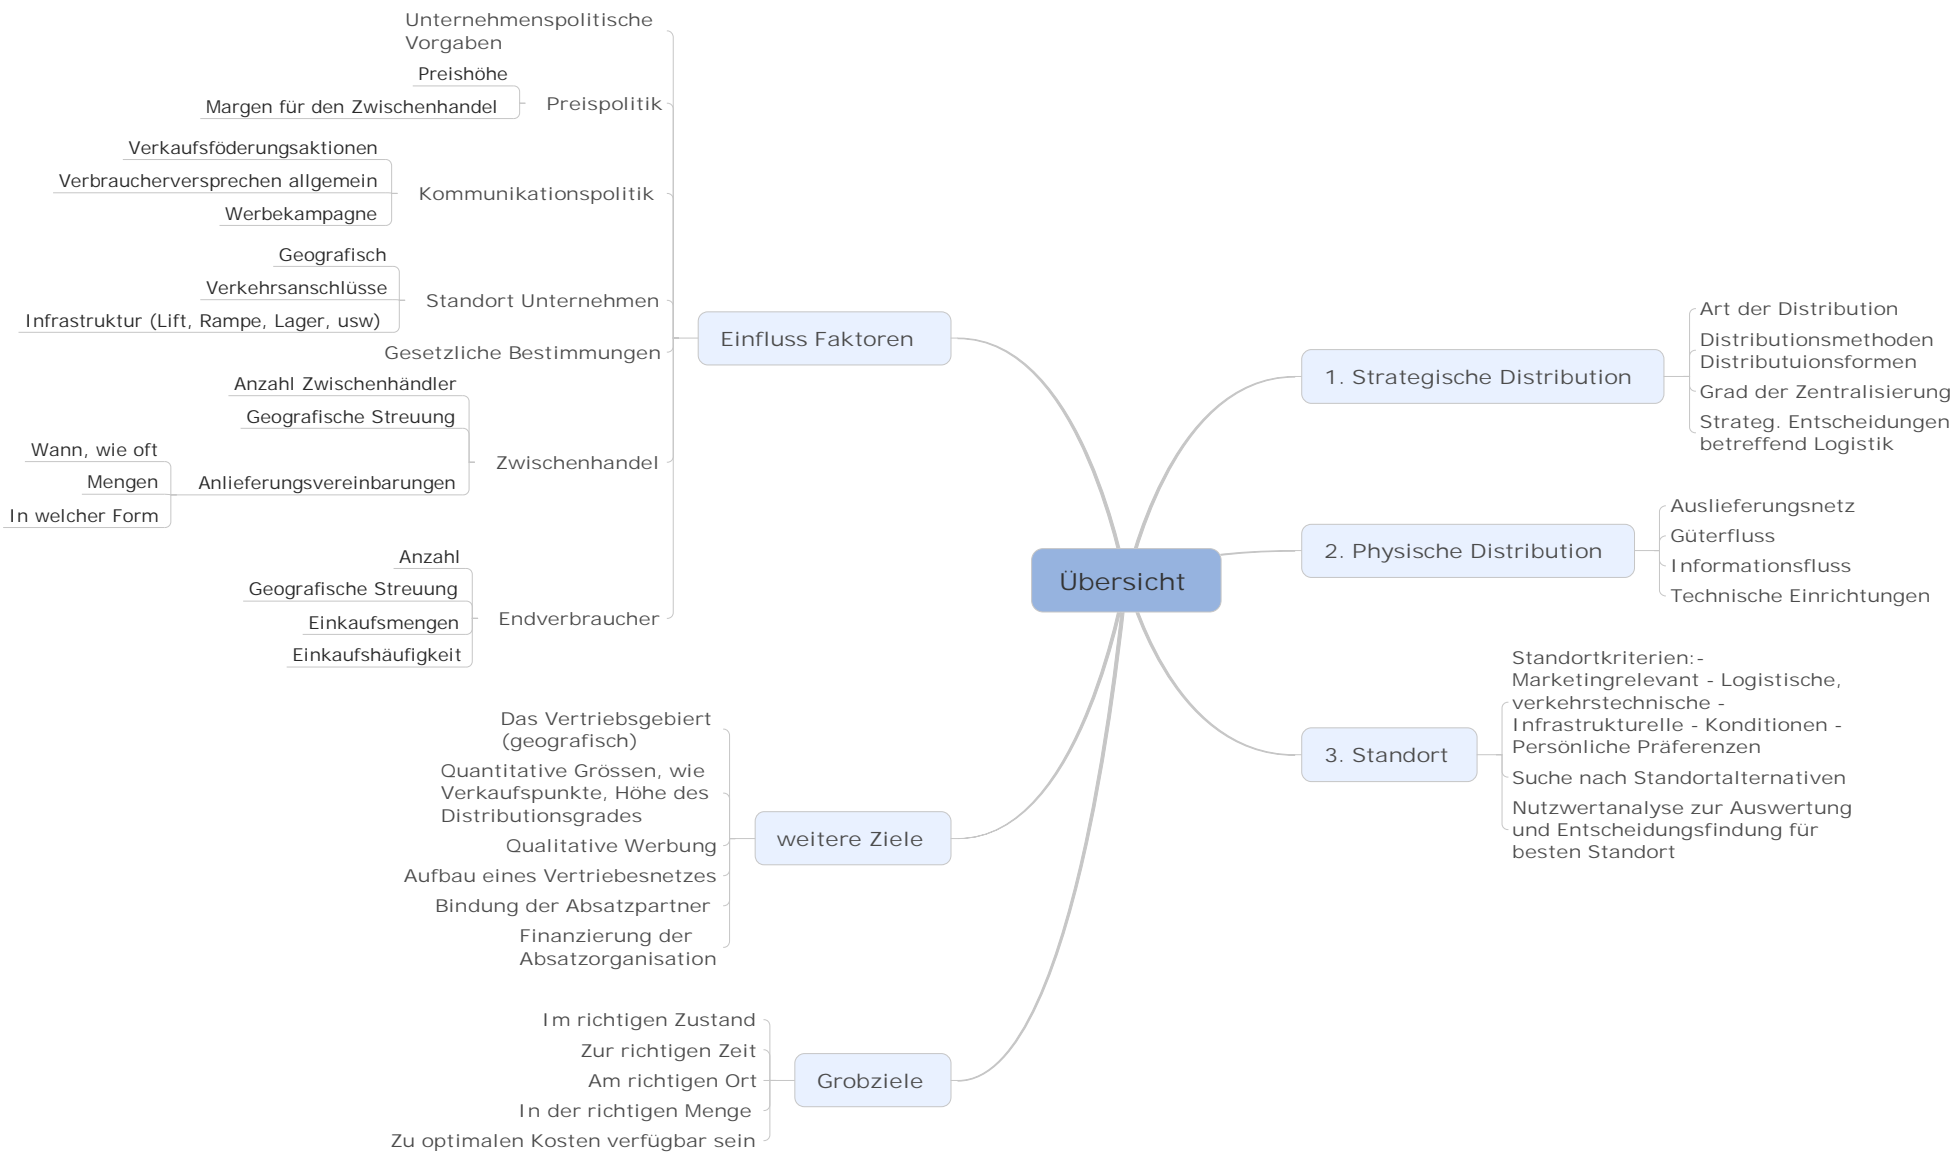 Übersicht
1. Strategische Distribution
Art der Distribution
Distributionsmethoden
Distributuionsformen
Grad der Zentralisierung
Strateg. Entscheidungen
betreffend Logistik
2. Physische Distribution
Auslieferungsnetz
Güterfluss
Informationsfluss
Technische Einrichtungen
3. Standort
Standortkriterien:-
Marketingrelevant - Logistische,
verkehrstechnische -
Infrastrukturelle - Konditionen -
Persönliche Präferenzen
Suche nach Standortalternativen
Nutzwertanalyse zur Auswertung
und Entscheidungsfindung für
besten Standort
Einfluss Faktoren
Unternehmenspolitische
Vorgaben
Preispolitik
Preishöhe
Margen für den Zwischenhandel
Kommunikationspolitik
Verkaufsföderungsaktionen
Verbraucherversprechen allgemein
Werbekampagne
Standort Unternehmen
Geografisch
Verkehrsanschlüsse
Infrastruktur (Lift, Rampe, Lager, usw)
Gesetzliche Bestimmungen
Zwischenhandel
Anzahl Zwischenhändler
Geografische Streuung
Anlieferungsvereinbarungen
Wann, wie oft
Mengen
In welcher Form
Endverbraucher
Anzahl
Geografische Streuung
Einkaufsmengen
Einkaufshäufigkeit
weitere Ziele
Das Vertriebsgebiert
(geografisch)
Quantitative Grössen, wie
Verkaufspunkte, Höhe des
Distributionsgrades
Qualitative Werbung
Aufbau eines Vertriebesnetzes
Bindung der Absatzpartner
Finanzierung der
Absatzorganisation
Grobziele
Im richtigen Zustand
Zur richtigen Zeit
Am richtigen Ort
In der richtigen Menge
Zu optimalen Kosten verfügbar sein